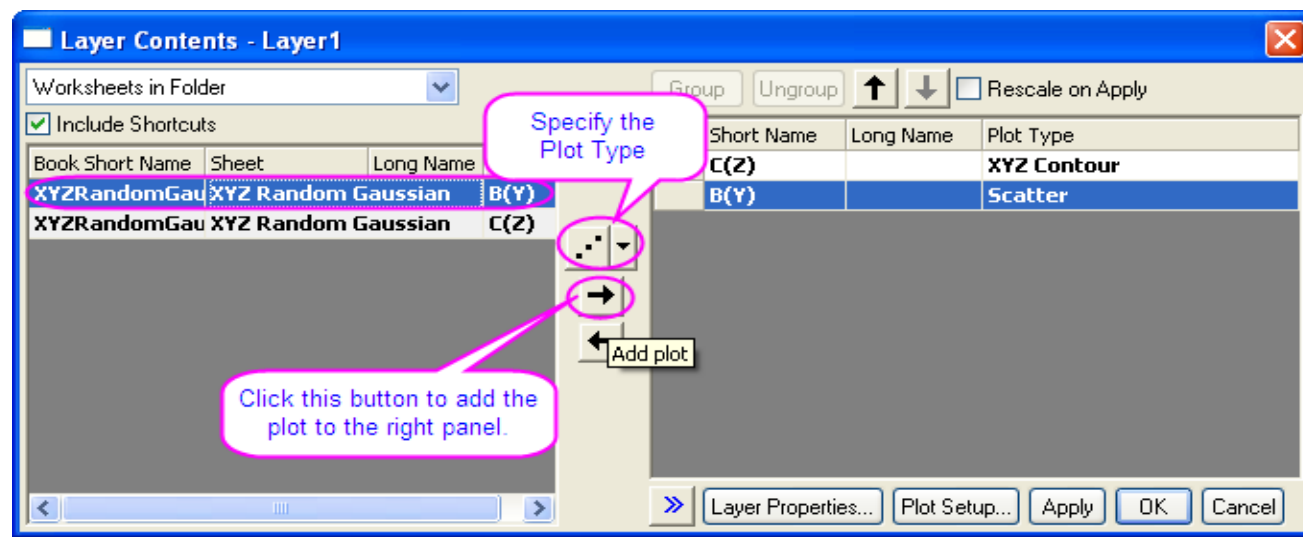 Layer Contents - Layer1
Worksheets in Folder
Group Ungroup Rescale on Apply
Include Shortcuts
Specify the
Plot Type
Book Short Name Sheet Long Name
Short Name Long Name Plot Type
C(Z) XYZ Contour
XYZRandomGau XYZ Random Gaussian B(Y)
B(Y) Scatter
XYZRandomGau XYZ Random Gaussian C(Z)
Add plot
Click this button to add the
plot to the right panel.
Layer Properties... Plot Setup... Apply OK Cancel